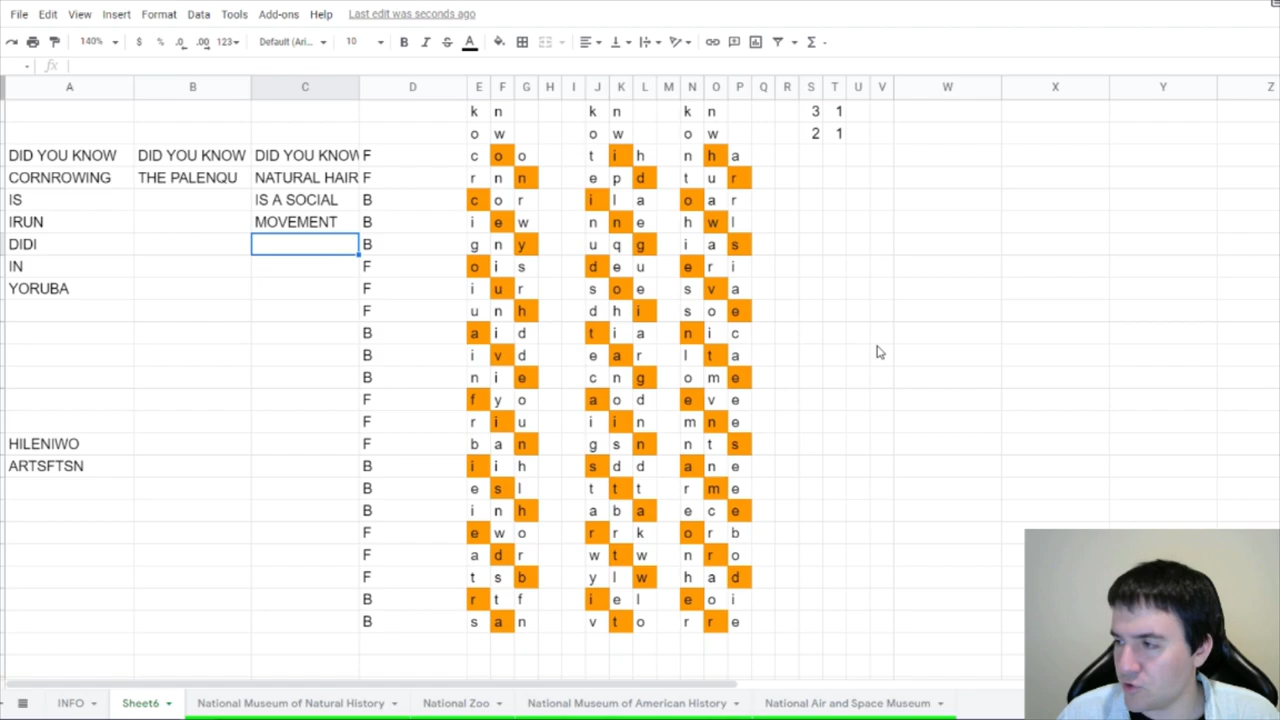 File Edit View Insert Format Data Tools Add-ons Help Last edit was seconds ago
140% $ % .0 .00 123 Default (Ari... 10 B I S A
fx
A B C D E F G H I J K L M N O P Q R S T U V W X Y Z
k n k n k n 3 1
o w o w o w 2 1
DID YOU KNOW DID YOU KNOW DID YOU KNOW F c o o t i h n h a
CORNROWING THE PALENQU NATURAL HAIR F r n n e p d t u r
IS IS A SOCIAL B c o r i l a o a r
IRUN MOVEMENT B i e w n n e h w l
DIDI B g n y u q g i a s
IN F o i s d e u e r i
YORUBA F i u r s o e s v a
F u n h d h i s o e
B a i d t i a n i c
B i v d e a r l t a
B n i e c n g o m e
F f y o a o d e v e
F r i u i i n m n e
HILENIWO F b a n g s n n t s
ARTSFTSN B i i h s d d a n e
B e s l t t t r m e
B i n h a b a e c e
F e w o r r k o r b
F a d r w t w n r o
F t s b y l w h a d
B r t f i e l e o i
B s a n v t o r r e
INFO Sheet6 National Museum of Natural History National Zoo National Museum of American History National Air and Space Museum